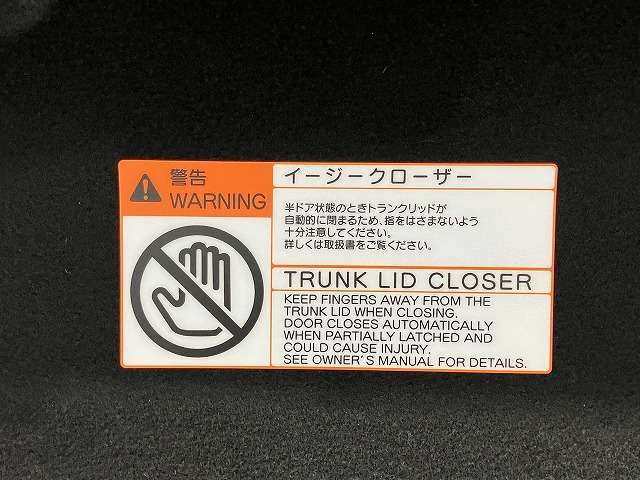 警告
WARNING
イージークローザー
半ドア状態のときトランクリッドが
自動的に閉まるため、指をはさまないよう
十分注意してください。
詳しくは取扱書をご覧ください。
TRUNK LID CLOSER
KEEP FINGERS AWAY FROM THE
TRUNK LID WHEN CLOSING.
DOOR CLOSES AUTOMATICALLY
WHEN PARTIALLY LATCHED AND
COULD CAUSE INJURY.
SEE OWNER'S MANUAL FOR DETAILS.